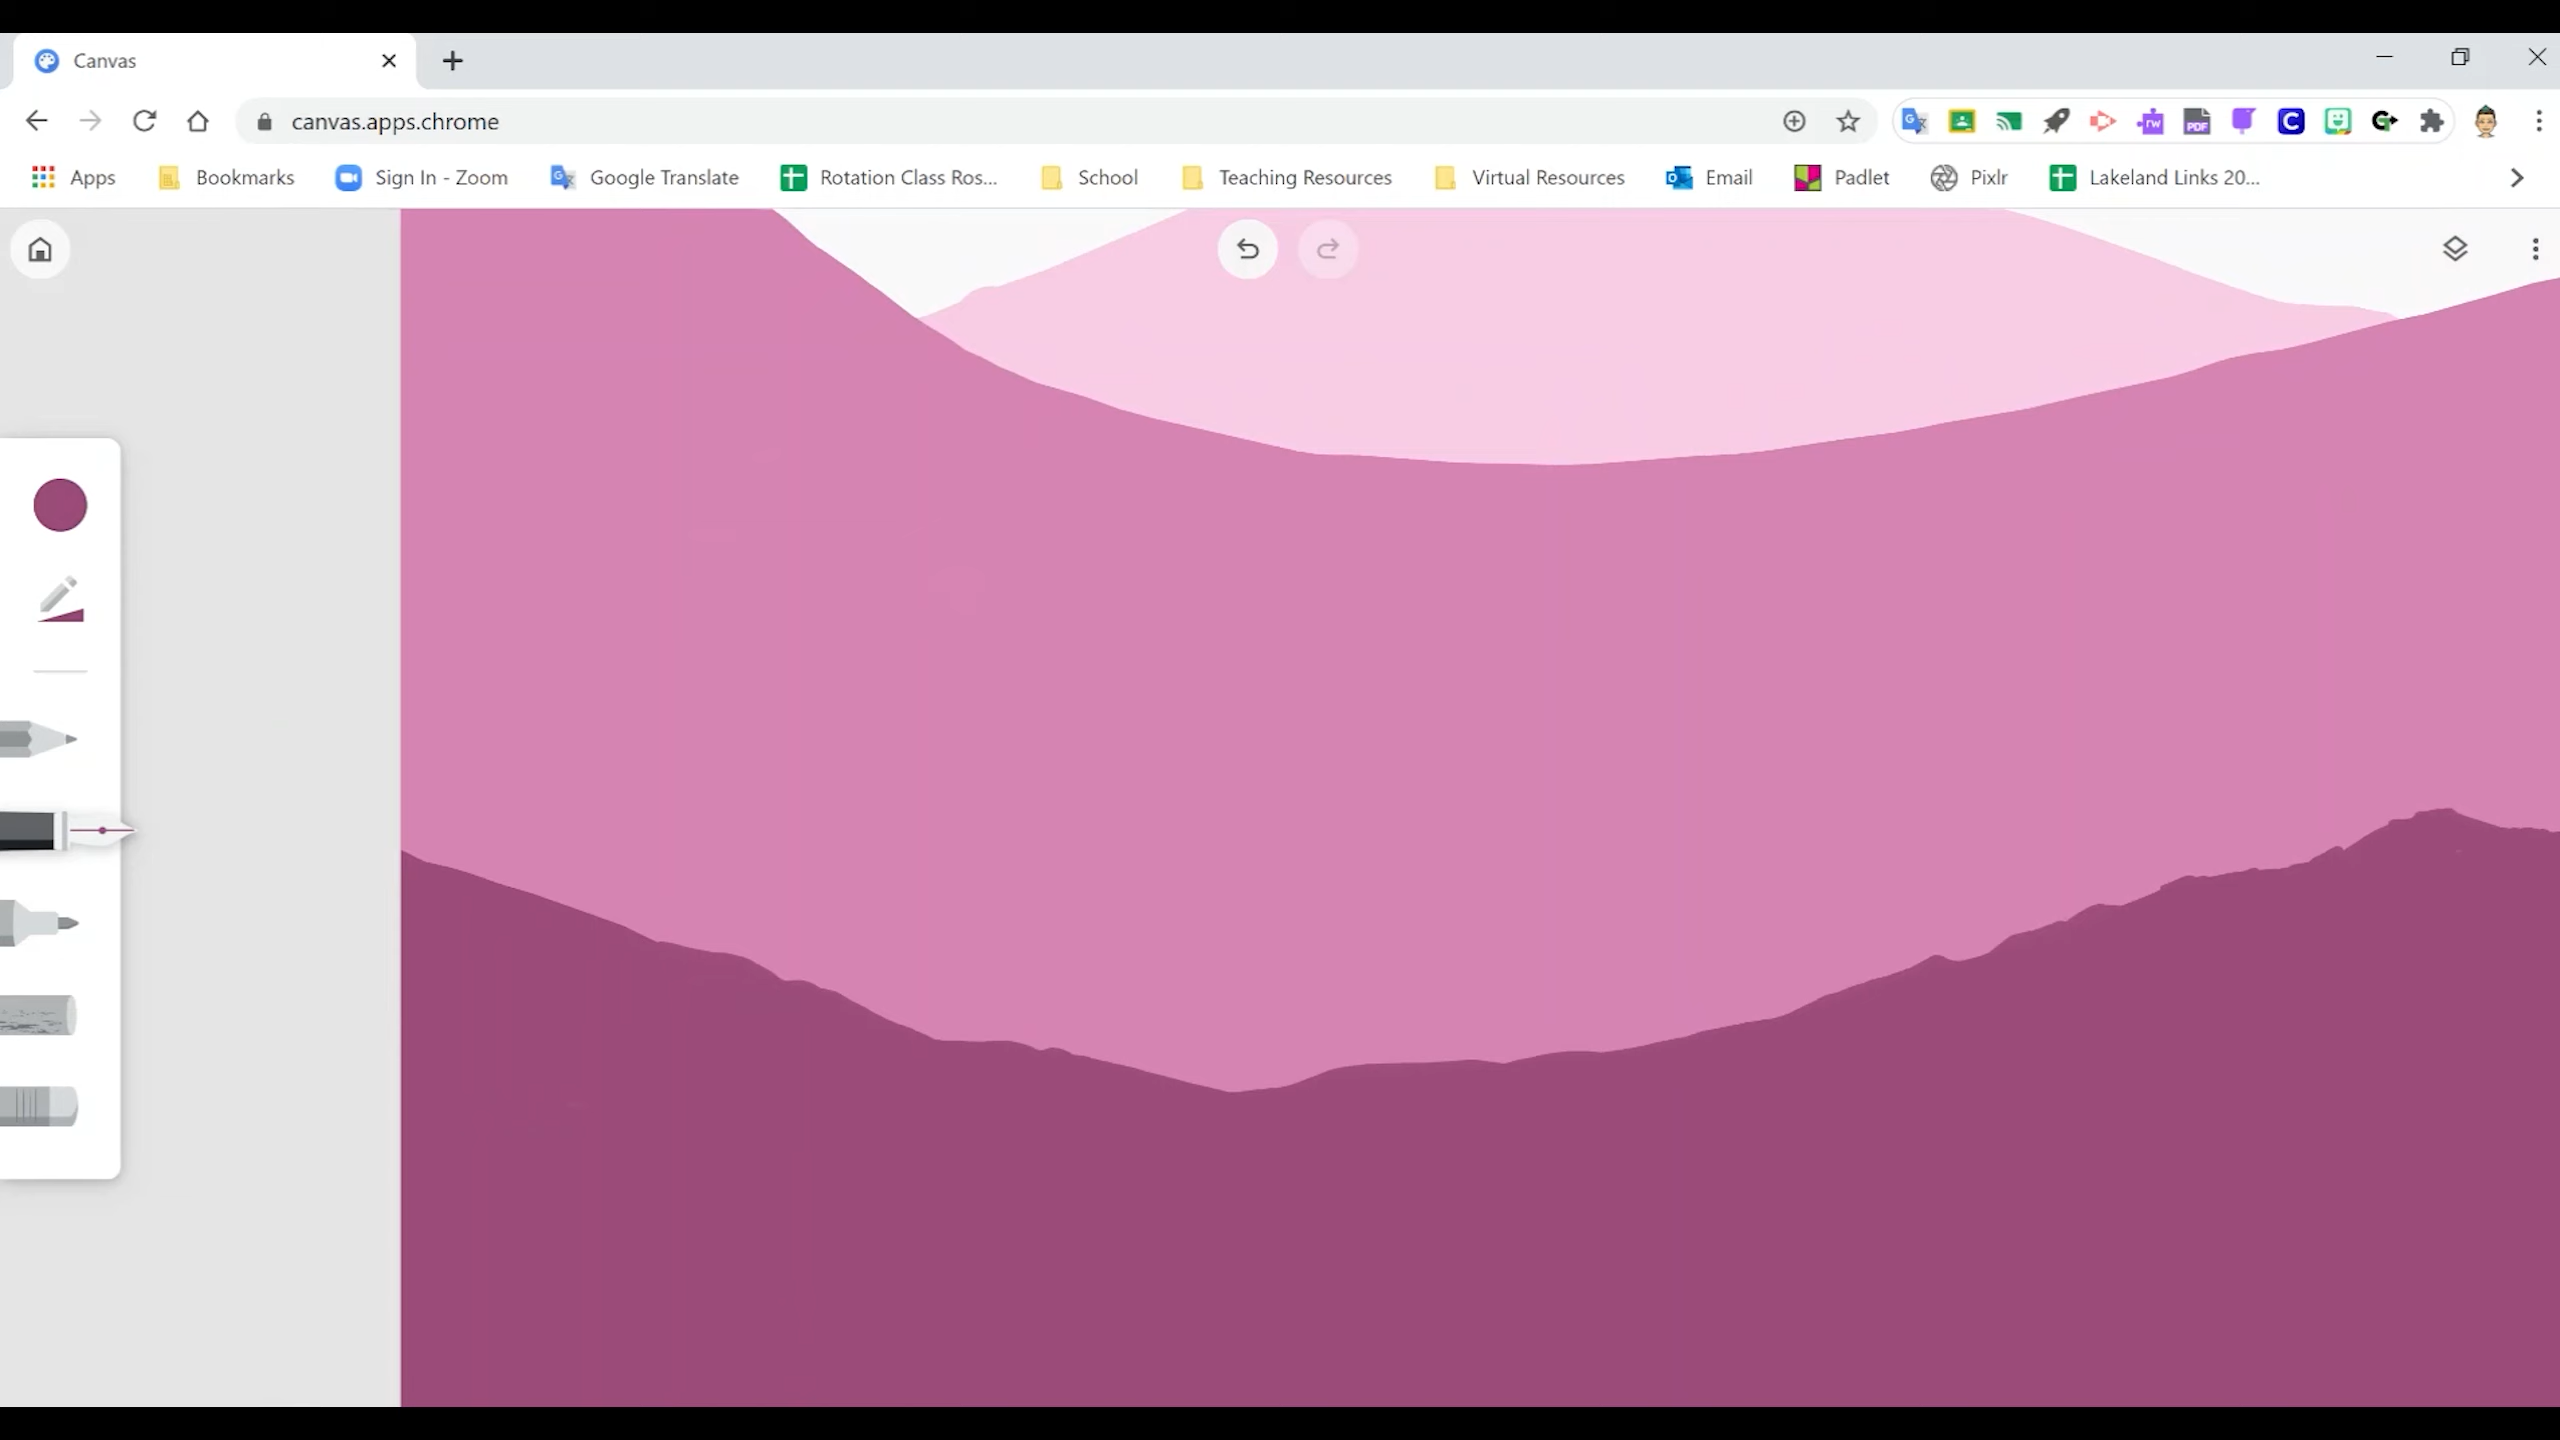 Canvas
canvas.apps.chrome
Apps Bookmarks Sign In - Zoom Google Translate Rotation Class Ros... School Teaching Resources Virtual Resources Email Padlet Pixlr Lakeland Links 20...